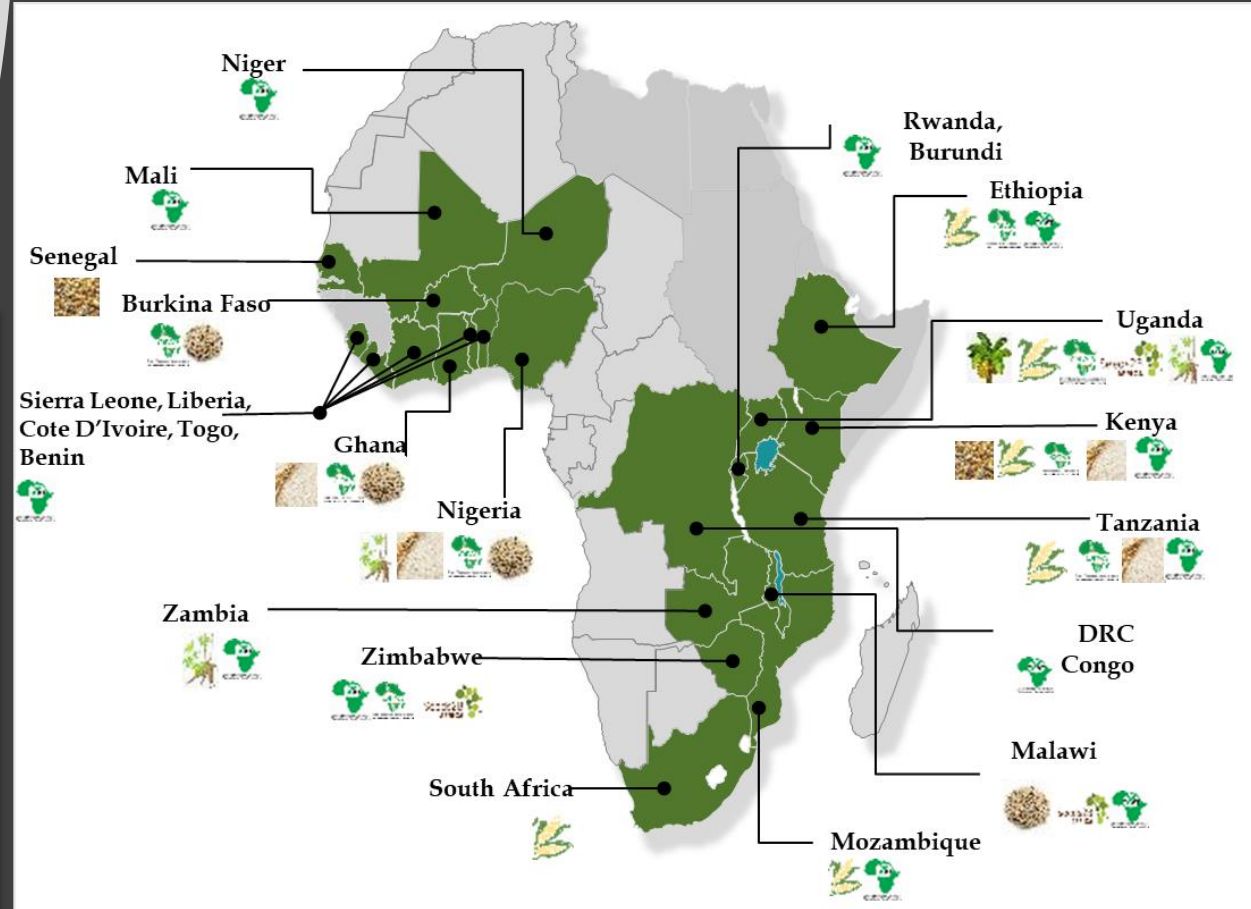 Niger
Mali
Senegal
Burkina Faso
Sierra Leone, Liberia,
Cote D'Ivoire, Togo,
Benin
Ghana
Nigeria
Zambia
Zimbabwe
South Africa
Rwanda,
Burundi
Ethiopia
Uganda
Kenya
Tanzania
DRC
Congo
Malawi
Mozambique